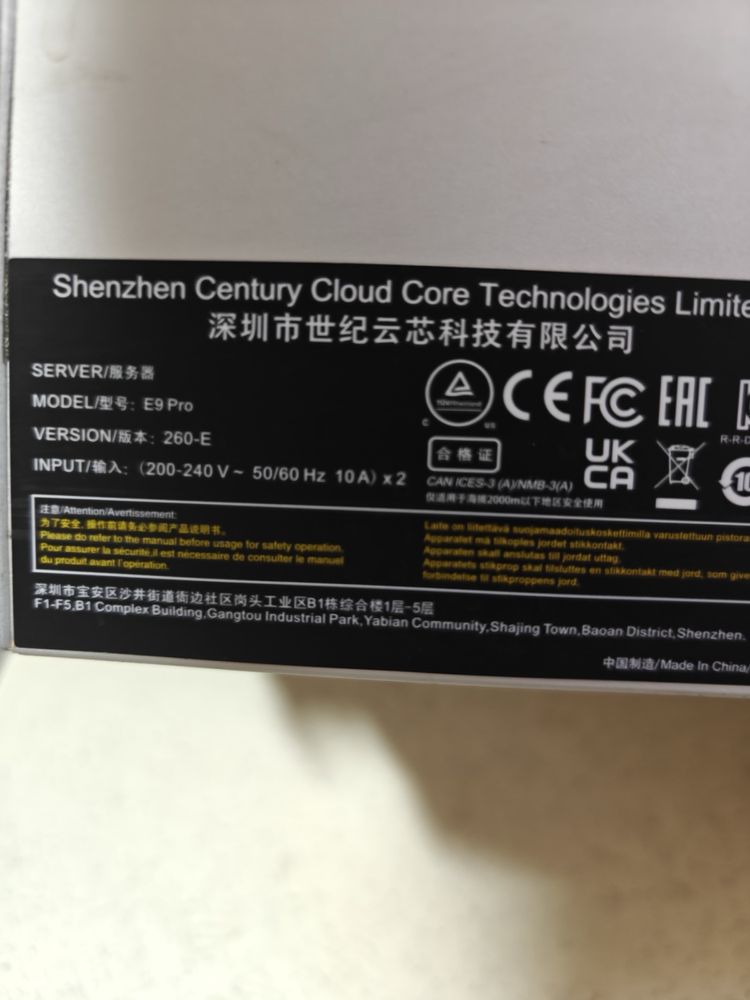 Shenzhen Century Cloud Core Technologies Limite
深圳市世纪云芯科技有限公司
SERVER/服务器
MODEL/型号: E9 Pro
VERSION/版本: 260-E
INPUT/输入: (200-240 V ~ 50/60 Hz 10 A) x 2
TÜVRheinland
C US
CE FC EAC
R-R-
合格证
UK
CA
10
CAN ICES-3 (A)/NMB-3(A)
仅适用于海拔2000m以下地区安全使用
注意/Attention/Avertissement:
为了安全, 操作前请务必参阅产品说明书。
Please do refer to the manual before usage for safety operation.
Pour assurer la sécurité,il est nécessaire de consulter le manuel
du produit avant l'opération.
Laite on liitettävä suojamaadoituskoskettimilla varustettuun pistora
Apparatet må tilkoples jordet stikkontakt.
Apparaten skall anslutas till jordat uttag.
Apparatets stikprop skal tilsluttes en stikkontakt med jord, som give
forbindelse til stikproppens jord.
深圳市宝安区沙井街道衙边社区岗头工业区B1栋综合楼1层-5层
F1-F5,B1 Complex Building,Gangtou Industrial Park,Yabian Community,Shajing Town,Baoan District,Shenzhen.
中国制造/Made In China/